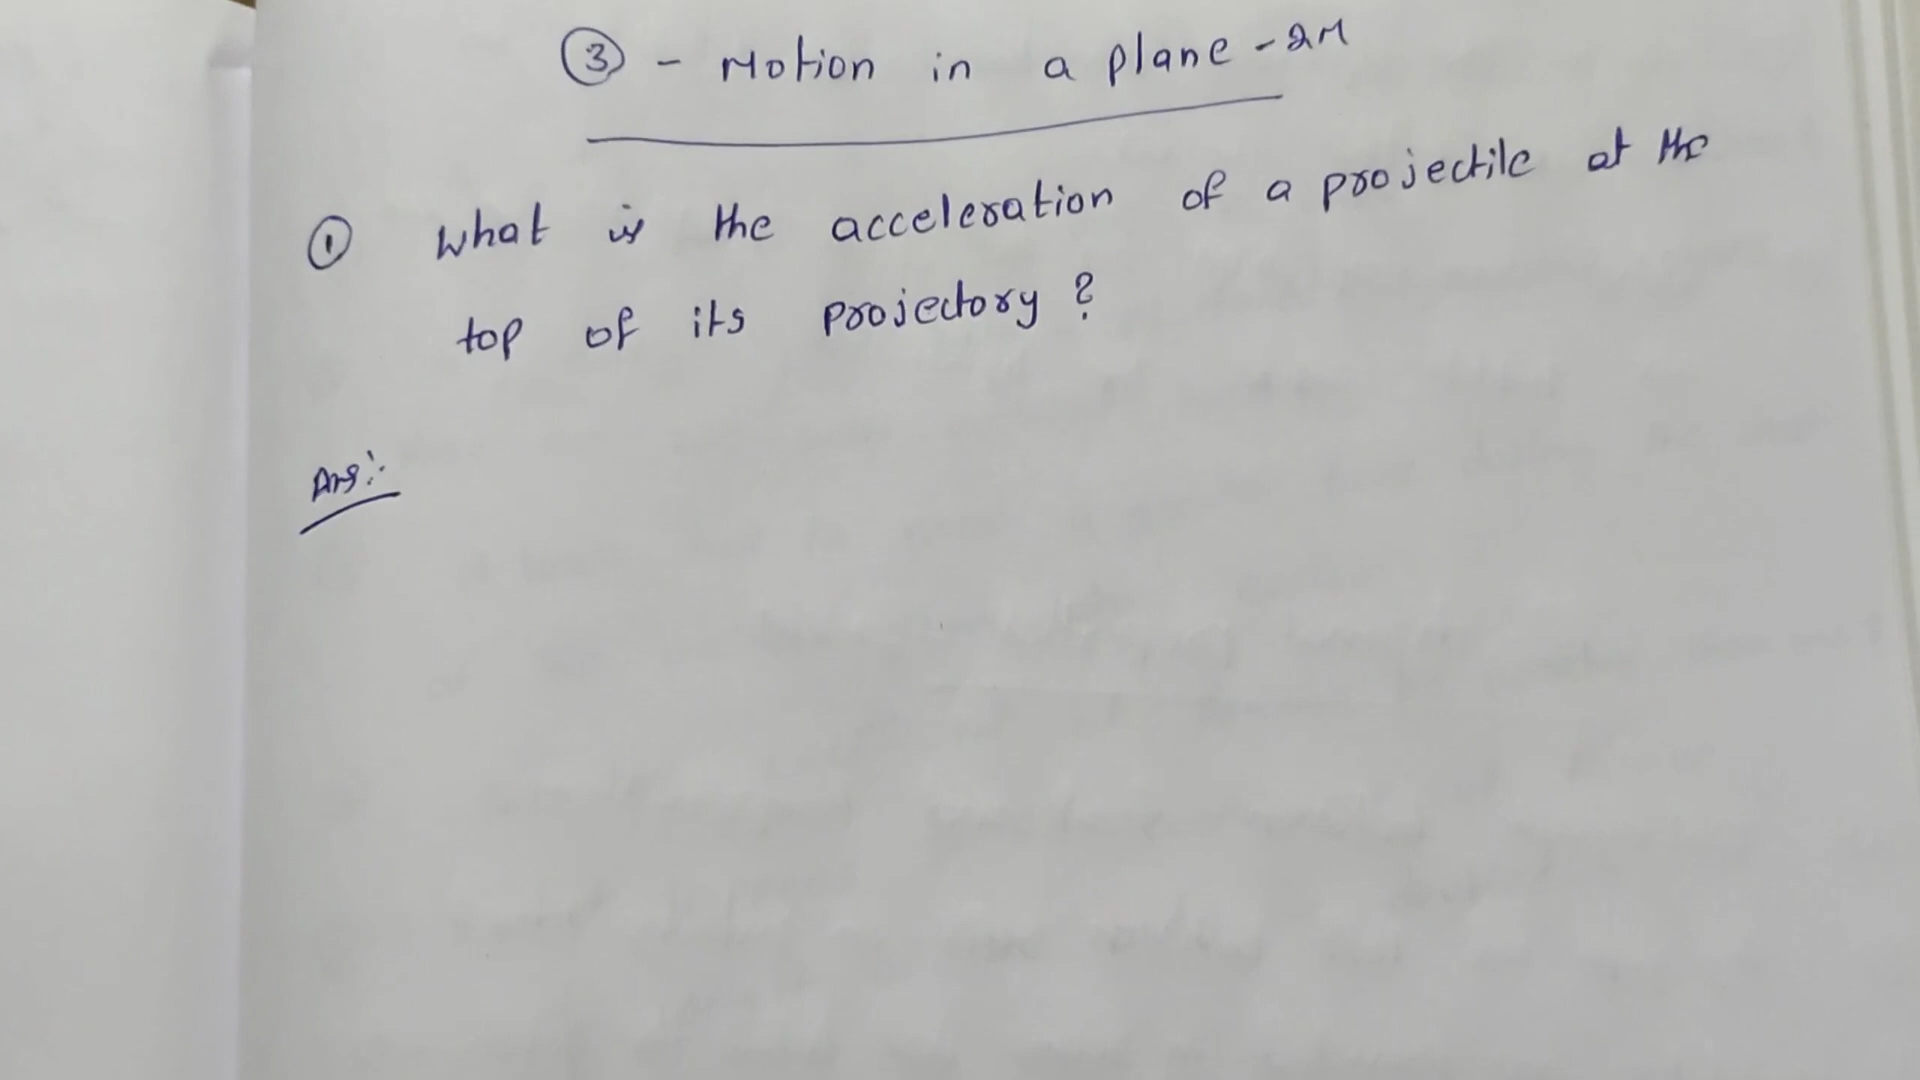 ③ - Motion in a plane - 2M
① What is the acceleration of a projectile at the
top of its projectory ?
Ans:-